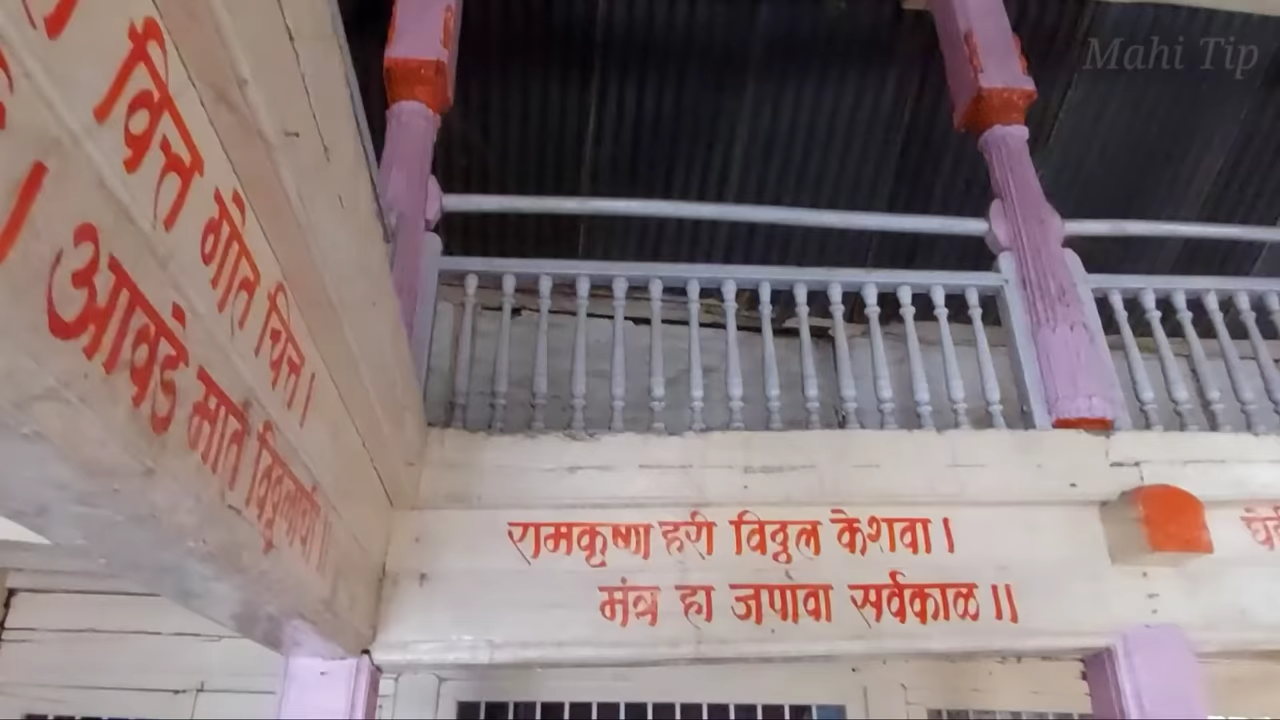 Mahi Tip
वित्त गोत चित्त।
। आवडे मात विठ्ठलाची॥
रामकृष्ण हरी विठ्ठल केशवा।
मंत्र हा जपावा सर्वकाळ॥